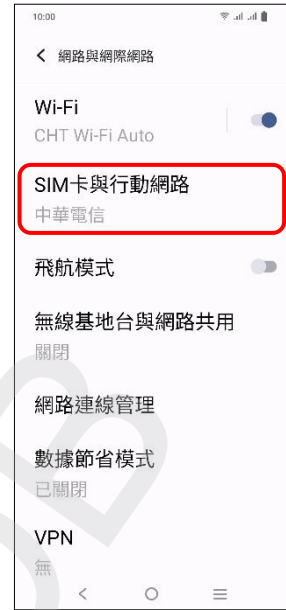 10:00
網路與網際網路
Wi-Fi
CHT Wi-Fi Auto
SIM卡與行動網路
中華電信
飛航模式
無線基地台與網路共用
關閉
網路連線管理
數據節省模式
已關閉
VPN
無